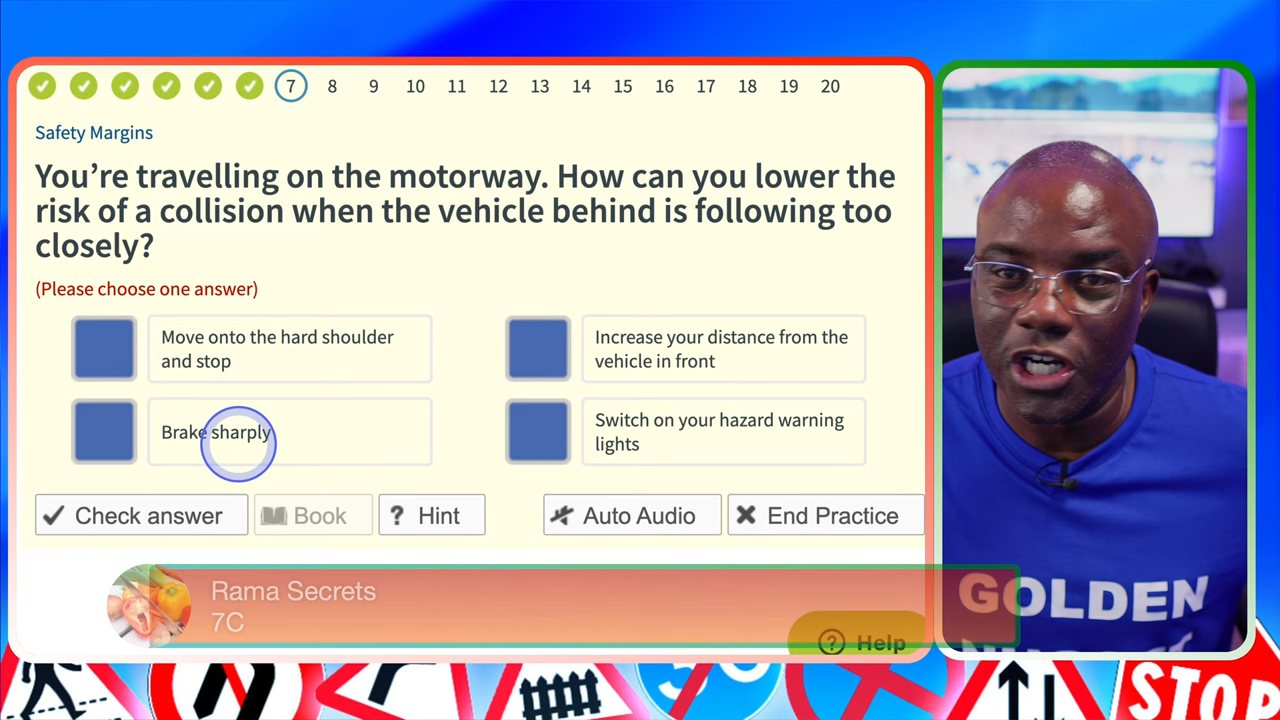 7 8 9 10 11 12 13 14 15 16 17 18 19 20
Safety Margins
You’re travelling on the motorway. How can you lower the
risk of a collision when the vehicle behind is following too
closely?
(Please choose one answer)
Move onto the hard shoulder
and stop
Increase your distance from the
vehicle in front
Brake sharply
Switch on your hazard warning
lights
Check answer
Book
? Hint
Auto Audio
End Practice
Rama Secrets
7C
? Help
GOLDEN
STOP